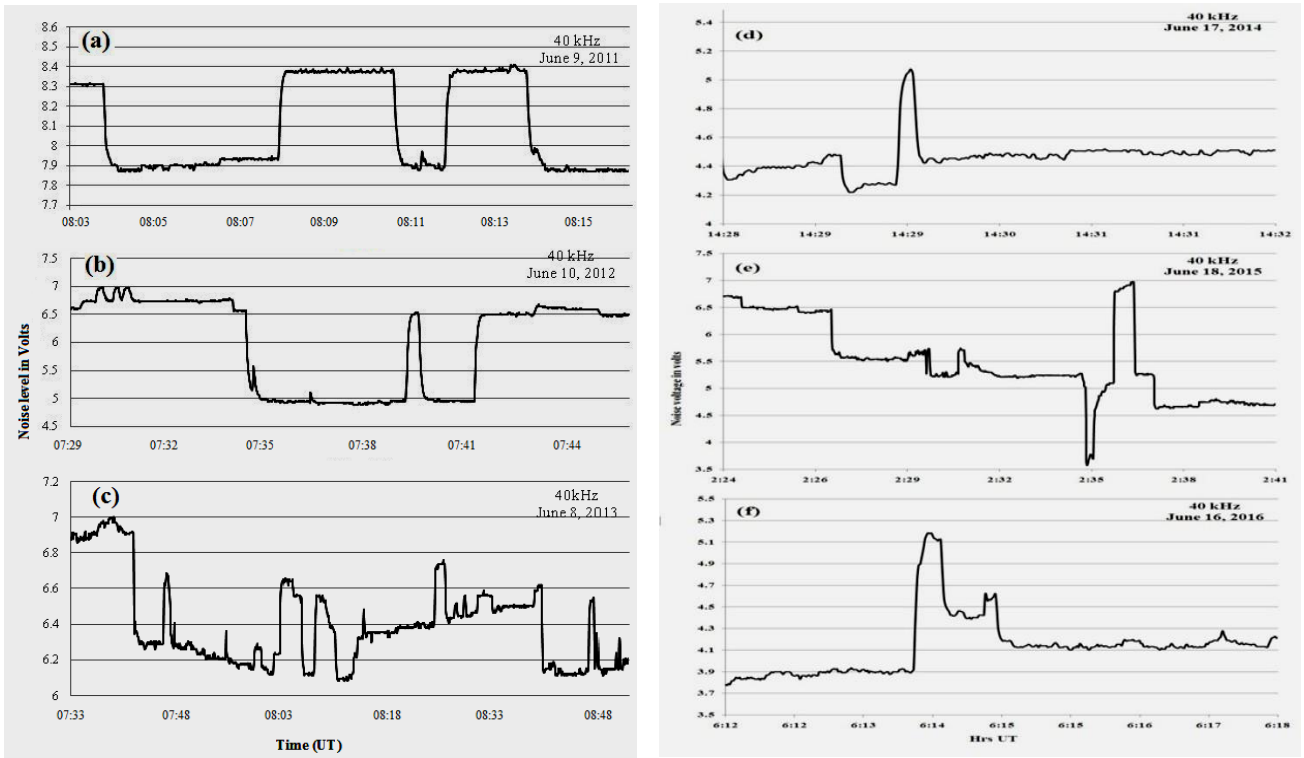 (a)
40 kHz
June 9, 2011
8.6
8.5
8.4
8.3
8.2
8.1
8
7.9
7.8
7.7
08:03 08:05 08:07 08:09 08:11 08:13 08:15
(b)
40 kHz
June 10, 2012
7.5
7
6.5
6
5.5
5
4.5
07:29 07:32 07:35 07:38 07:41 07:44
Noise level in Volts
(c)
40kHz
June 8, 2013
7.2
7
6.8
6.6
6.4
6.2
6
07:33 07:48 08:03 08:18 08:33 08:48
Time (UT)
(d)
40 kHz
June 17, 2014
5.4
5.2
5
4.8
4.6
4.4
4.2
4
14:28 14:29 14:29 14:30 14:31 14:31 14:32
(e)
40 kHz
June 18, 2015
7.5
7
6.5
6
5.5
5
4.5
4
3.5
2:24 2:26 2:29 2:32 2:35 2:38 2:41
Noise voltage in volts
(f)
40 kHz
June 16, 2016
5.5
5.3
5.1
4.9
4.7
4.5
4.3
4.1
3.9
3.7
3.5
6:12 6:12 6:13 6:14 6:15 6:15 6:16 6:17 6:18
Hrs UT